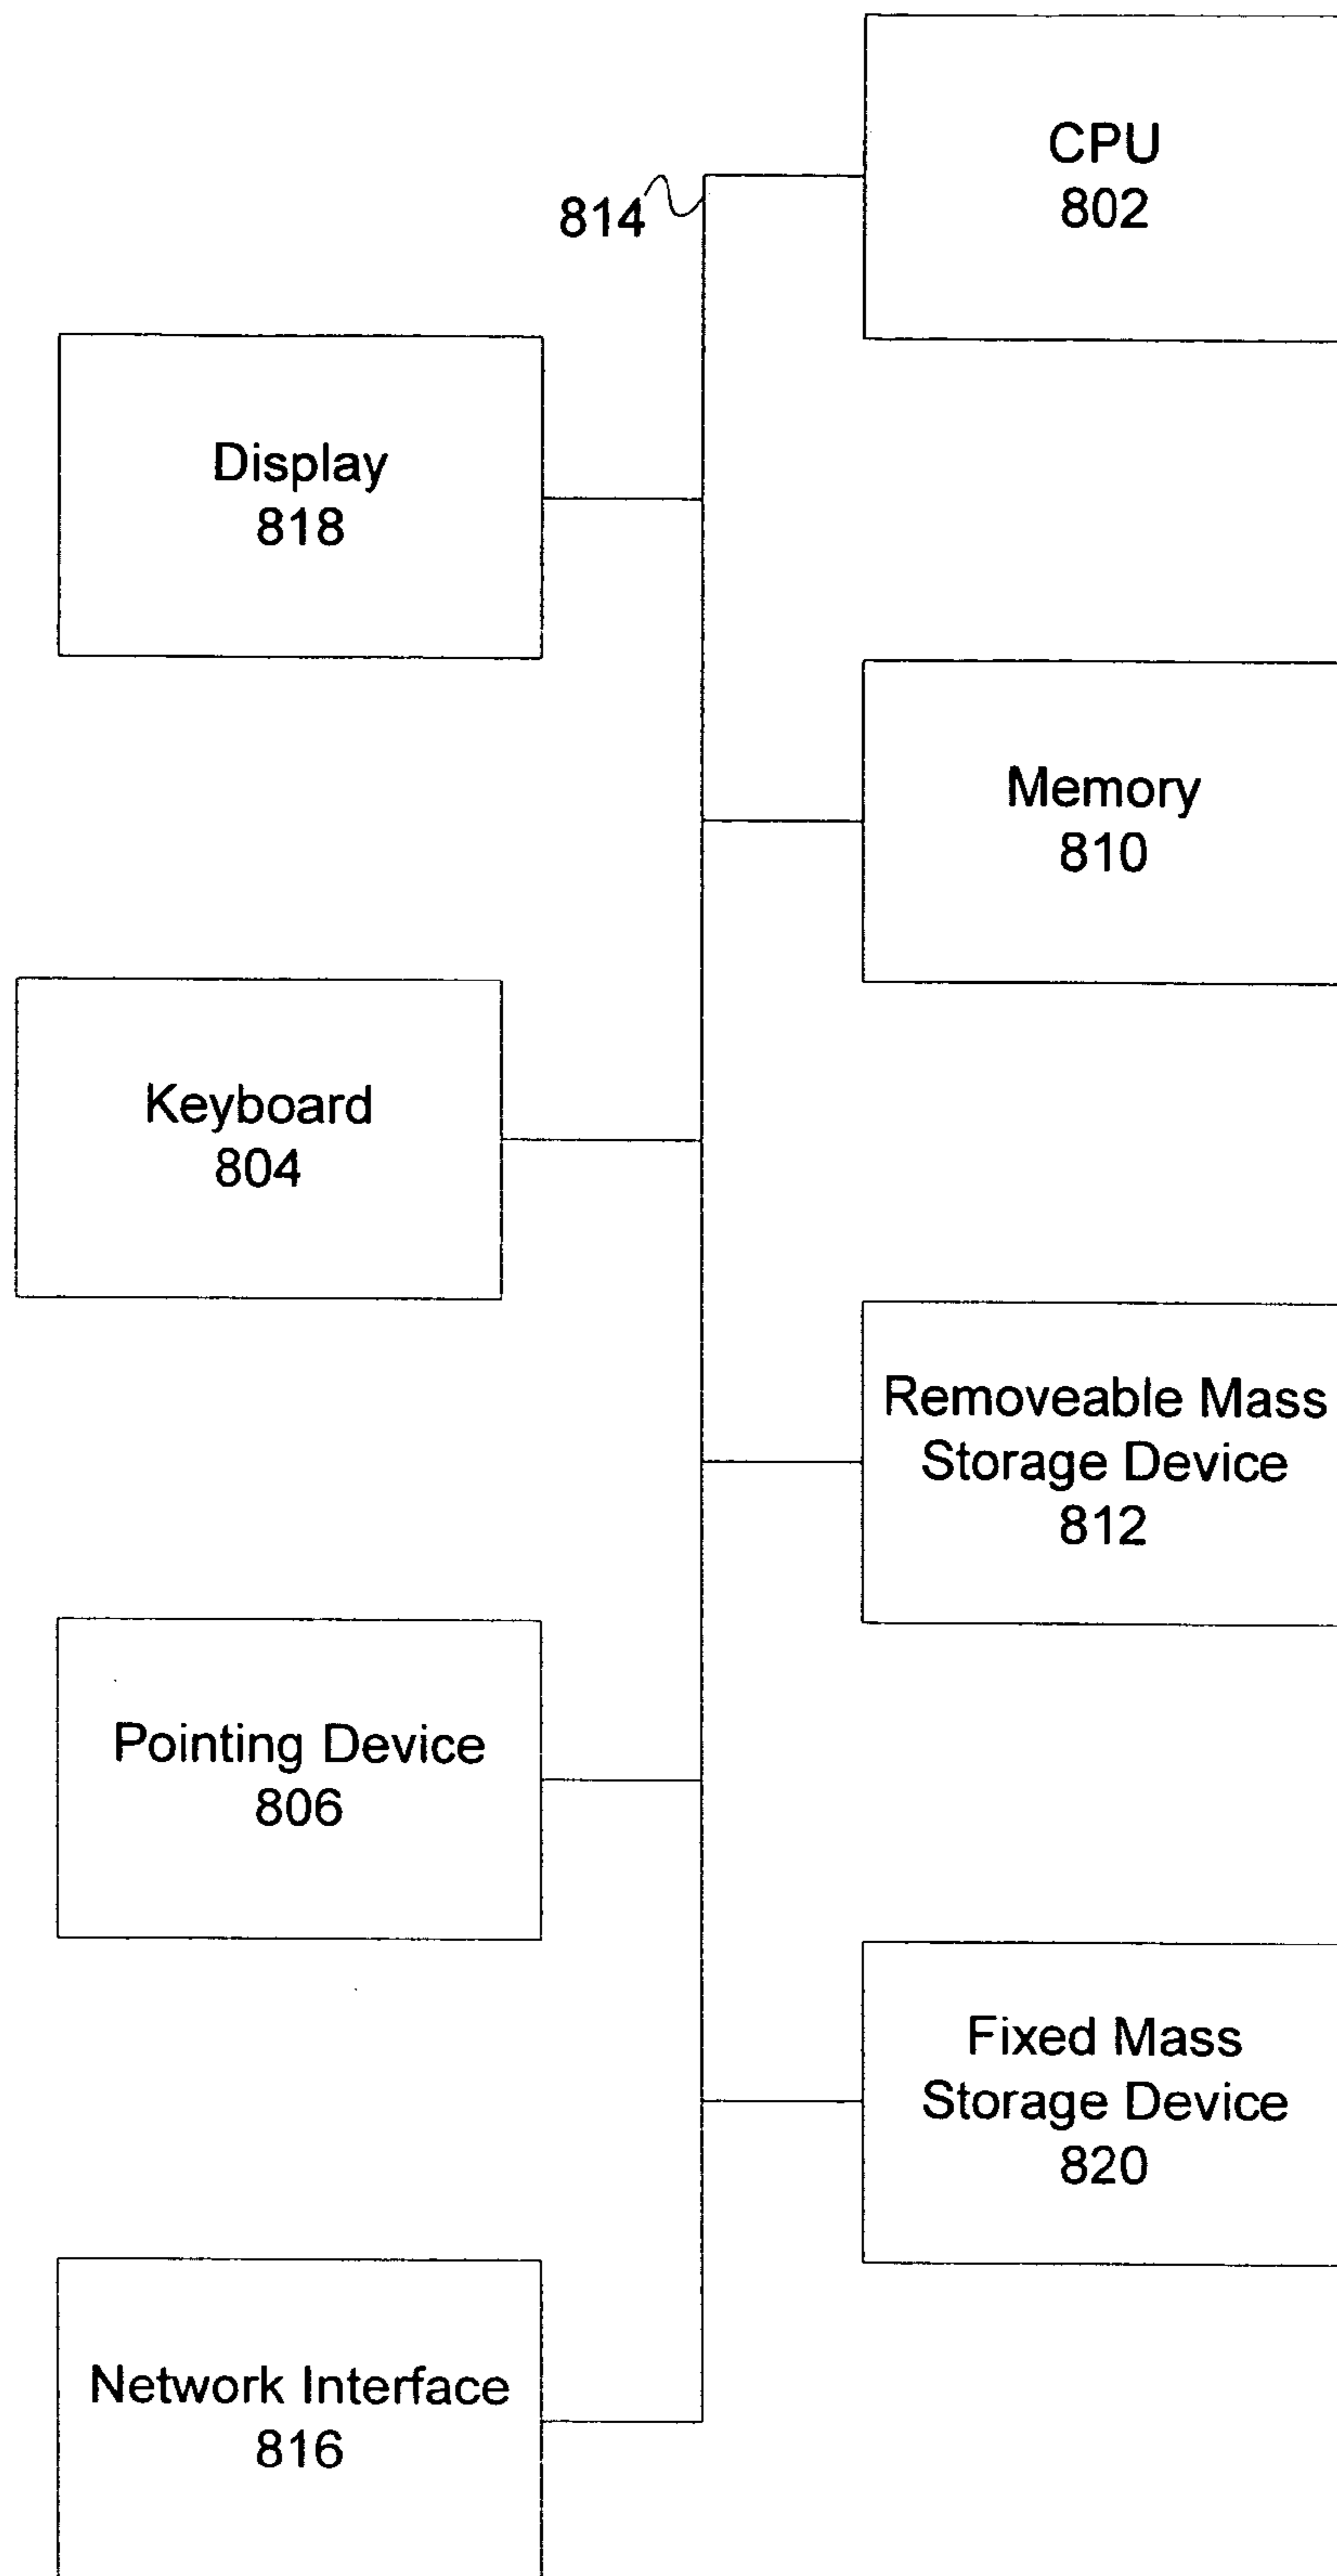 CPU
802
814
Display
818
Memory
810
Keyboard
804
Removeable Mass
Storage Device
812
Pointing Device
806
Fixed Mass
Storage Device
820
Network Interface
816